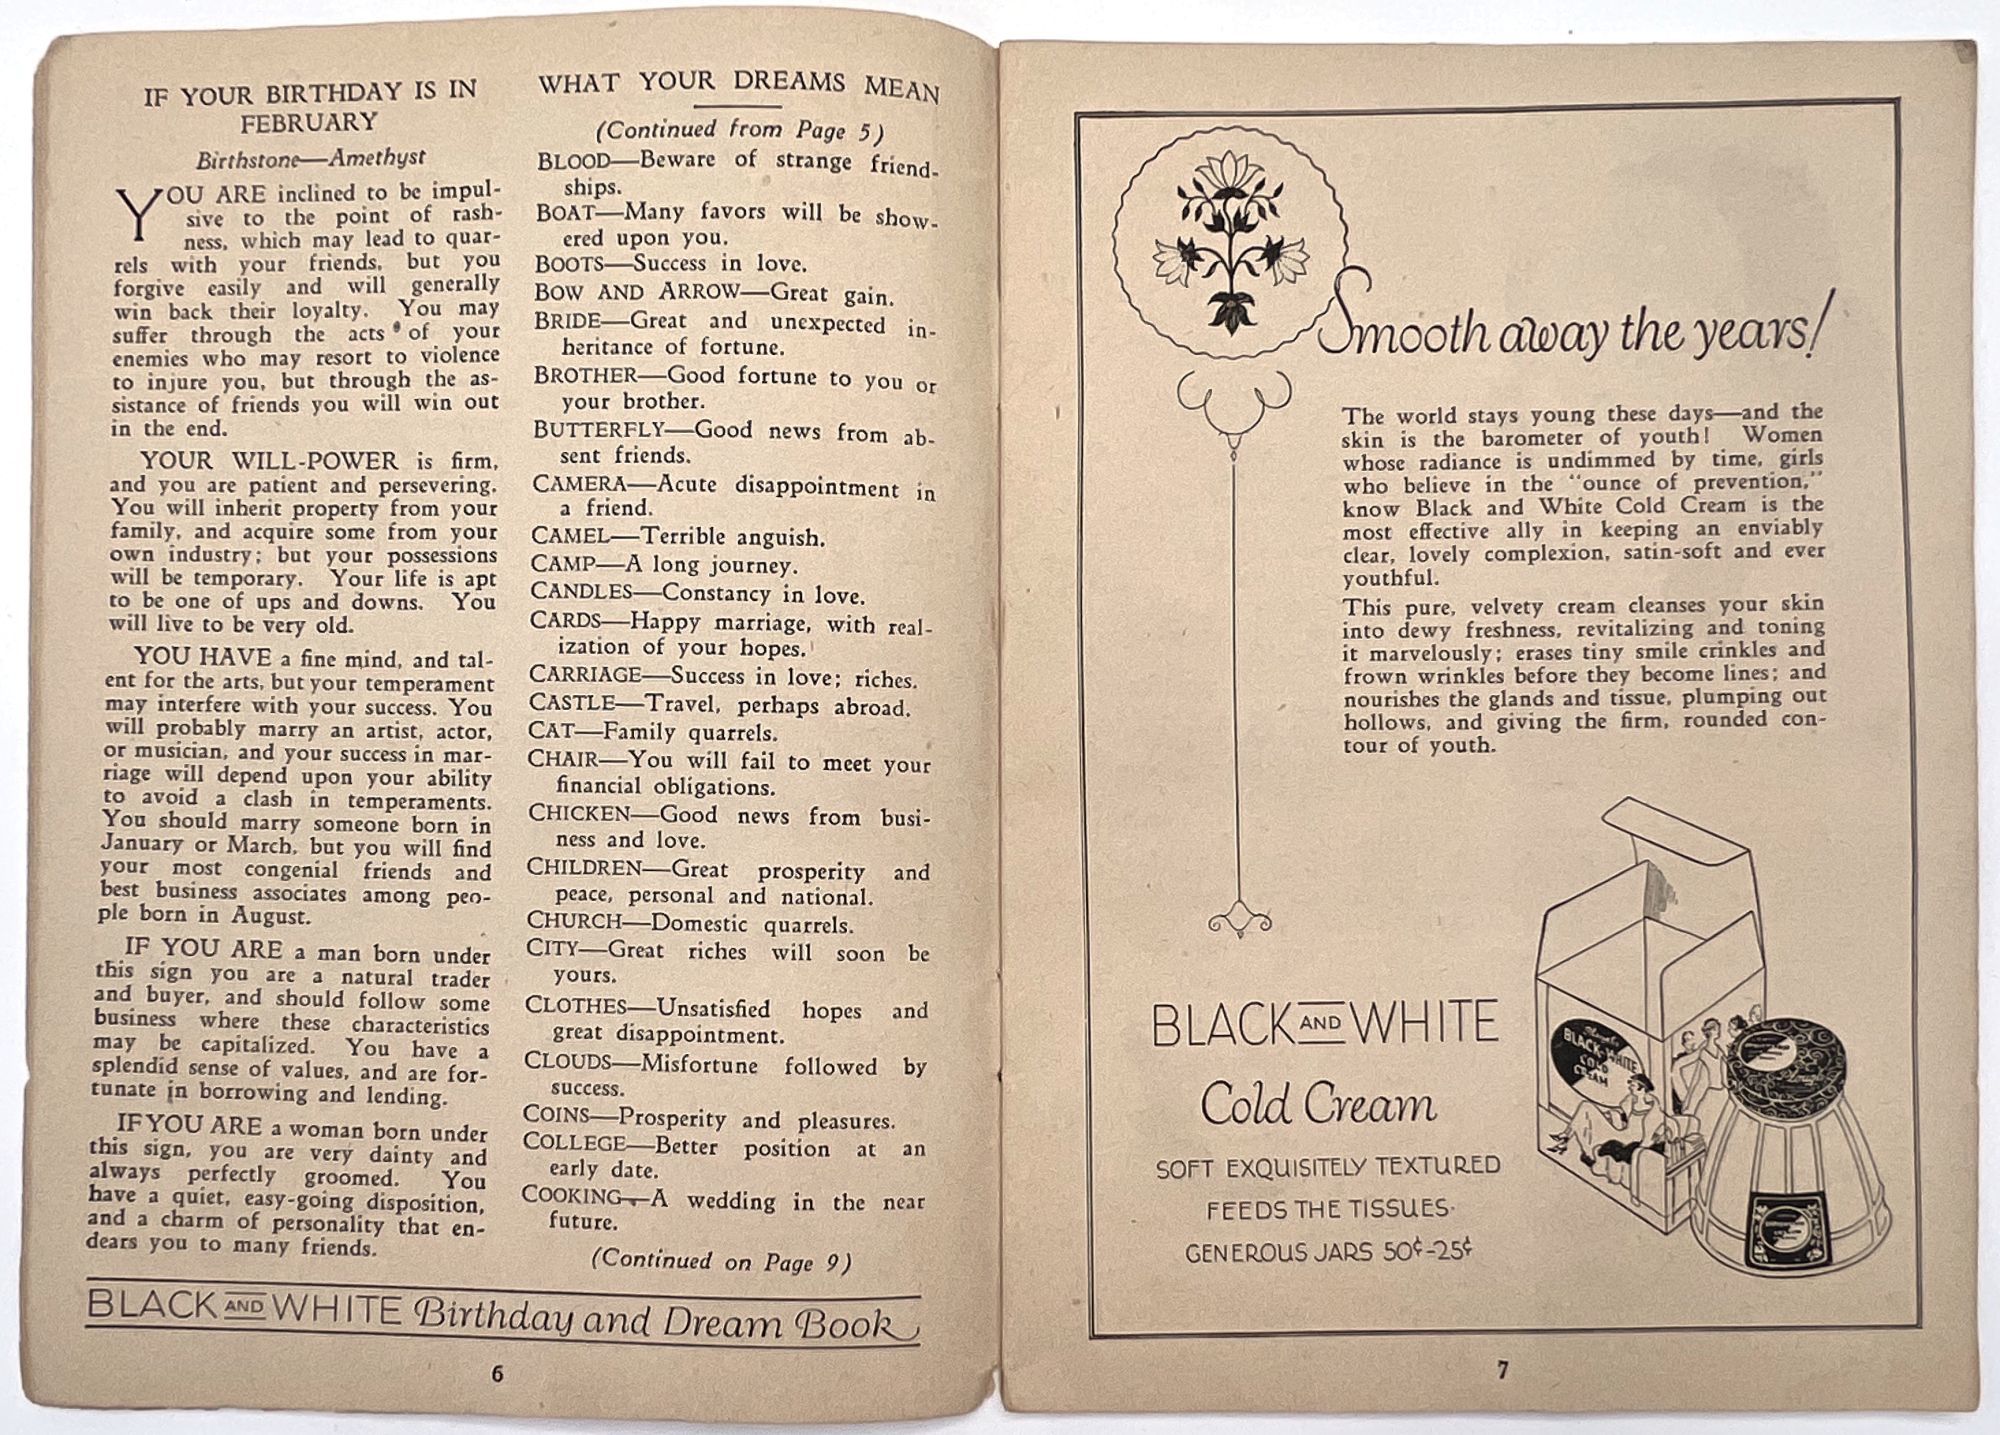 IF YOUR BIRTHDAY IS IN
FEBRUARY
Birthstone—Amethyst
YOU ARE inclined to be impul-
sive to the point of rash-
ness, which may lead to quar-
rels with your friends, but you
forgive easily and will generally
win back their loyalty. You may
suffer through the acts of your
enemies who may resort to violence
to injure you, but through the as-
sistance of friends you will win out
in the end.
YOUR WILL-POWER is firm,
and you are patient and persevering.
You will inherit property from your
family, and acquire some from your
own industry; but your possessions
will be temporary. Your life is apt
to be one of ups and downs. You
will live to be very old.
YOU HAVE a fine mind, and tal-
ent for the arts, but your temperament
may interfere with your success. You
will probably marry an artist, actor,
or musician, and your success in mar-
riage will depend upon your ability
to avoid a clash in temperaments.
You should marry someone born in
January or March, but you will find
your most congenial friends and
best business associates among peo-
ple born in August.
IF YOU ARE a man born under
this sign you are a natural trader
and buyer, and should follow some
business where these characteristics
may be capitalized. You have a
splendid sense of values, and are for-
tunate in borrowing and lending.
IF YOU ARE a woman born under
this sign, you are very dainty and
always perfectly groomed. You
have a quiet, easy-going disposition,
and a charm of personality that en-
dears you to many friends.
WHAT YOUR DREAMS MEAN
(Continued from Page 5)
BLOOD—Beware of strange friend-
ships.
BOAT—Many favors will be show-
ered upon you.
BOOTS—Success in love.
BOW AND ARROW—Great gain.
BRIDE—Great and unexpected in-
heritance of fortune.
BROTHER—Good fortune to you or
your brother.
BUTTERFLY—Good news from ab-
sent friends.
CAMERA—Acute disappointment in
a friend.
CAMEL—Terrible anguish.
CAMP—A long journey.
CANDLES—Constancy in love.
CARDS—Happy marriage, with real-
ization of your hopes.
CARRIAGE—Success in love; riches.
CASTLE—Travel, perhaps abroad.
CAT—Family quarrels.
CHAIR—You will fail to meet your
financial obligations.
CHICKEN—Good news from busi-
ness and love.
CHILDREN—Great prosperity and
peace, personal and national.
CHURCH—Domestic quarrels.
CITY—Great riches will soon be
yours.
CLOTHES—Unsatisfied hopes and
great disappointment.
CLOUDS—Misfortune followed by
success.
COINS—Prosperity and pleasures.
COLLEGE—Better position at an
early date.
COOKING—A wedding in the near
future.
(Continued on Page 9)
BLACK AND WHITE Birthday and Dream Book
6
Smooth away the years!
The world stays young these days—and the
skin is the barometer of youth! Women
whose radiance is undimmed by time, girls
who believe in the "ounce of prevention,"
know Black and White Cold Cream is the
most effective ally in keeping an enviably
clear, lovely complexion, satin-soft and ever
youthful.
This pure, velvety cream cleanses your skin
into dewy freshness, revitalizing and toning
it marvelously; erases tiny smile crinkles and
frown wrinkles before they become lines; and
nourishes the glands and tissue, plumping out
hollows, and giving the firm, rounded con-
tour of youth.
BLACK AND WHITE
Cold Cream
SOFT EXQUISITELY TEXTURED
FEEDS THE TISSUES·
GENEROUS JARS 50¢-25¢
BLACK AND WHITE
COLD
CREAM
7